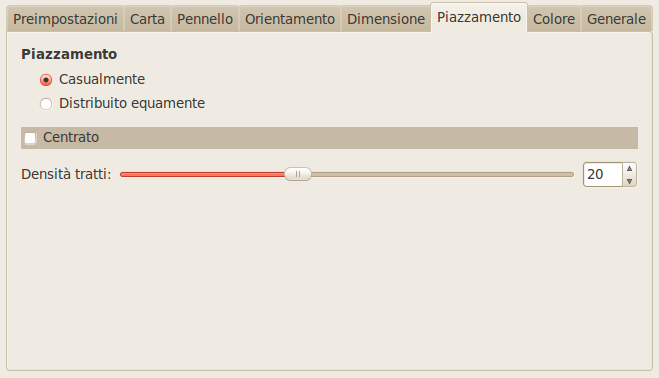 Preimpostazioni Carta Pennello Orientamento Dimensione Piazzamento Colore Generale
Piazzamento
Casualmente
Distribuito equamente
Centrato
Densità tratti: 20